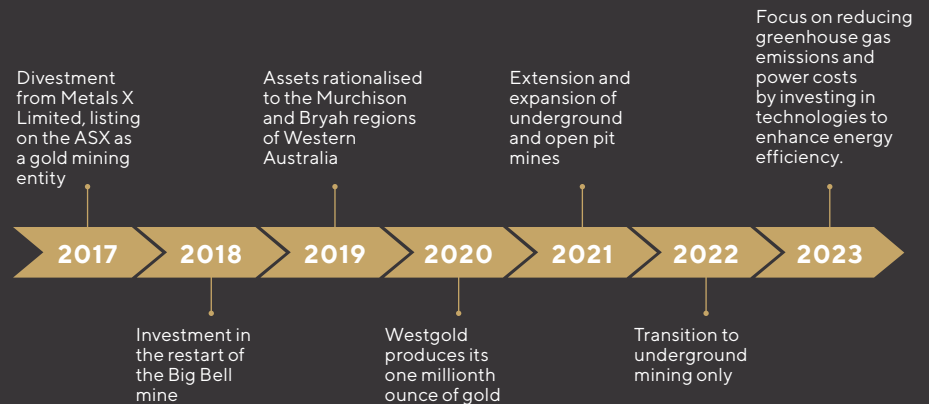 Divestment
from Metals X
Limited, listing
on the ASX as
a gold mining
entity
Assets rationalised
to the Murchison
and Bryah regions
of Western
Australia
Extension and
expansion of
underground
and open pit
mines
Focus on reducing
greenhouse gas
emissions and
power costs
by investing in
technologies to
enhance energy
efficiency.
2017
2018
2019
2020
2021
2022
2023
Investment in
the restart of
the Big Bell
mine
Westgold
produces its
one millionth
ounce of gold
Transition to
underground
mining only